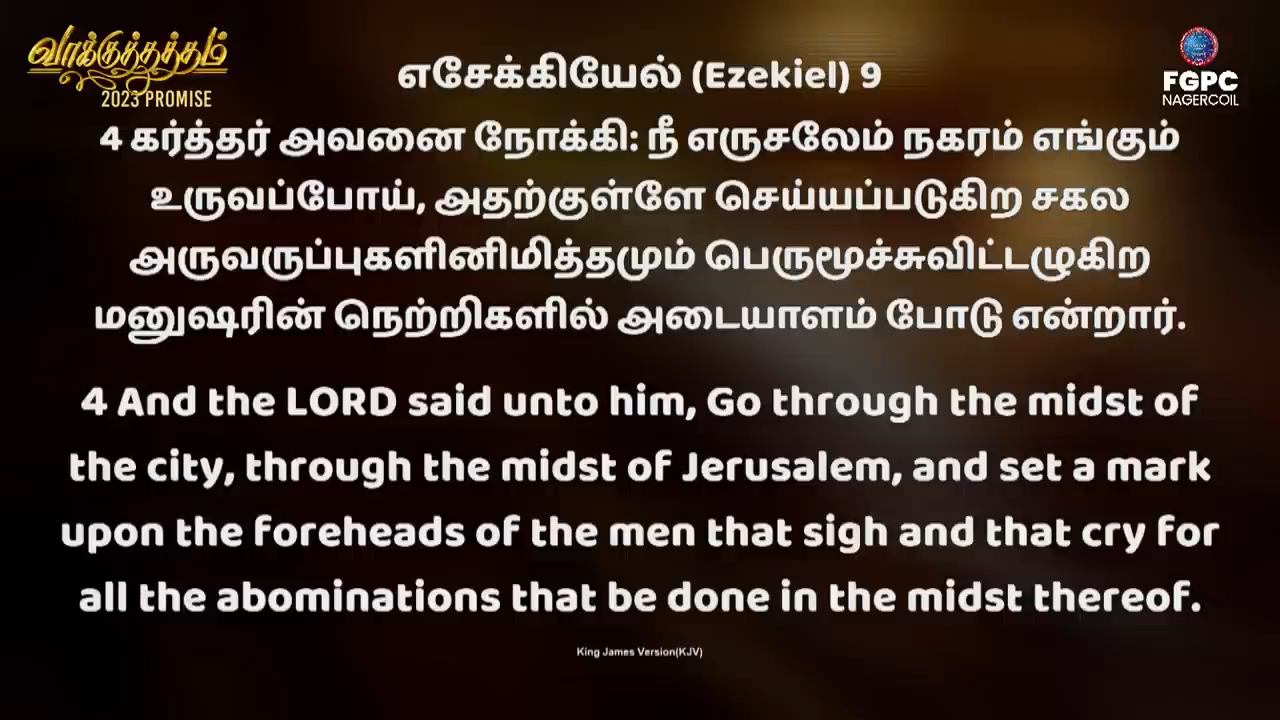 வாக்குத்தத்தம்
2023 PROMISE
FGPC
NAGERCOIL
எசேக்கியேல் (Ezekiel) 9
4 கர்த்தர் அவனை நோக்கி: நீ எருசலேம் நகரம் எங்கும்
உருவப்போய், அதற்குள்ளே செய்யப்படுகிற சகல
அருவருப்புகளினிமித்தமும் பெருமூச்சுவிட்டழுகிற
மனுஷரின் நெற்றிகளில் அடையாளம் போடு என்றார்.
4 And the LORD said unto him, Go through the midst of
the city, through the midst of Jerusalem, and set a mark
upon the foreheads of the men that sigh and that cry for
all the abominations that be done in the midst thereof.
King James Version(KJV)